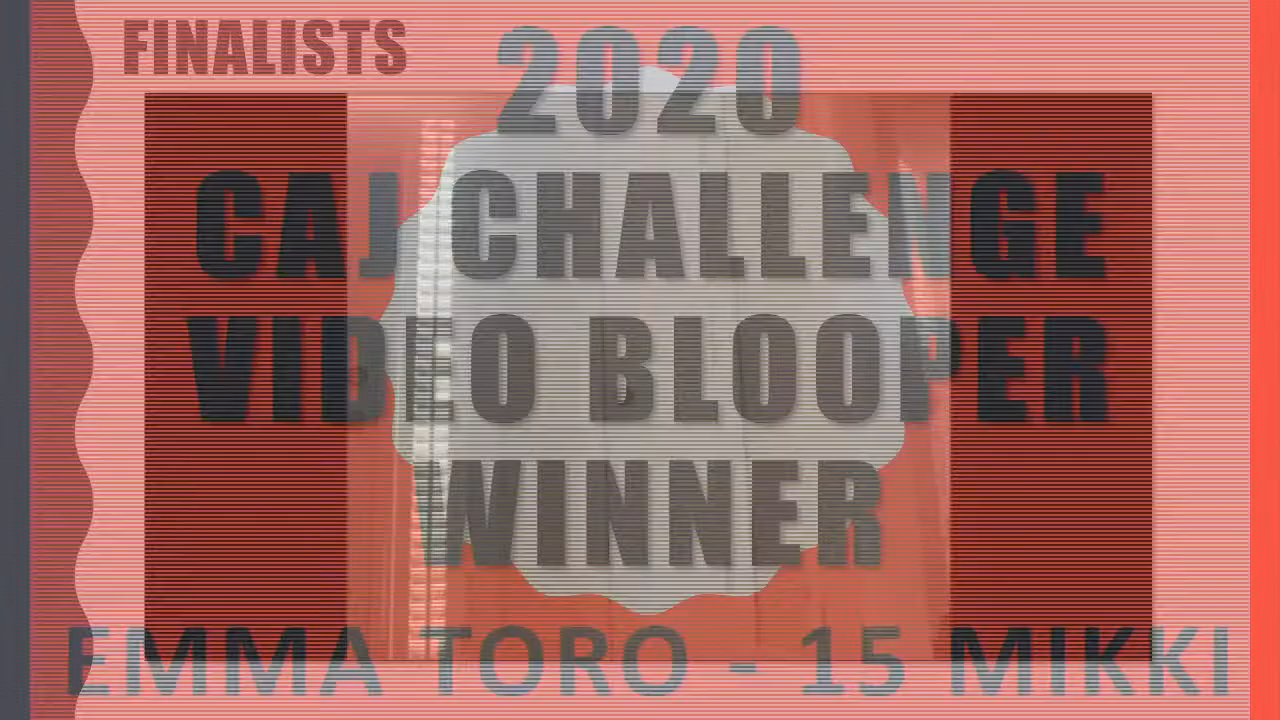 FINALISTS
2020
CAJ CHALLENGE
VIDEO BLOOPER
WINNER
EMMA TORO - 15 MIKKI